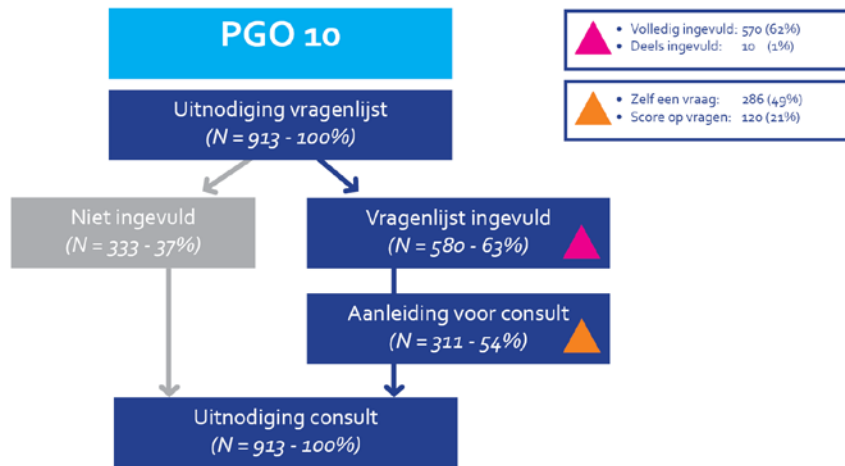 PGO 10
• Volledig ingevuld: 570 (62%)
• Deels ingevuld: 10 (1%)
• Zelf een vraag: 286 (49%)
• Score op vragen: 120 (21%)
Uitnodiging vragenlijst
(N = 913 - 100%)
Niet ingevuld
(N = 333 - 37%)
Vragenlijst ingevuld
(N = 580 - 63%)
Aanleiding voor consult
(N = 311 - 54%)
Uitnodiging consult
(N = 913 - 100%)